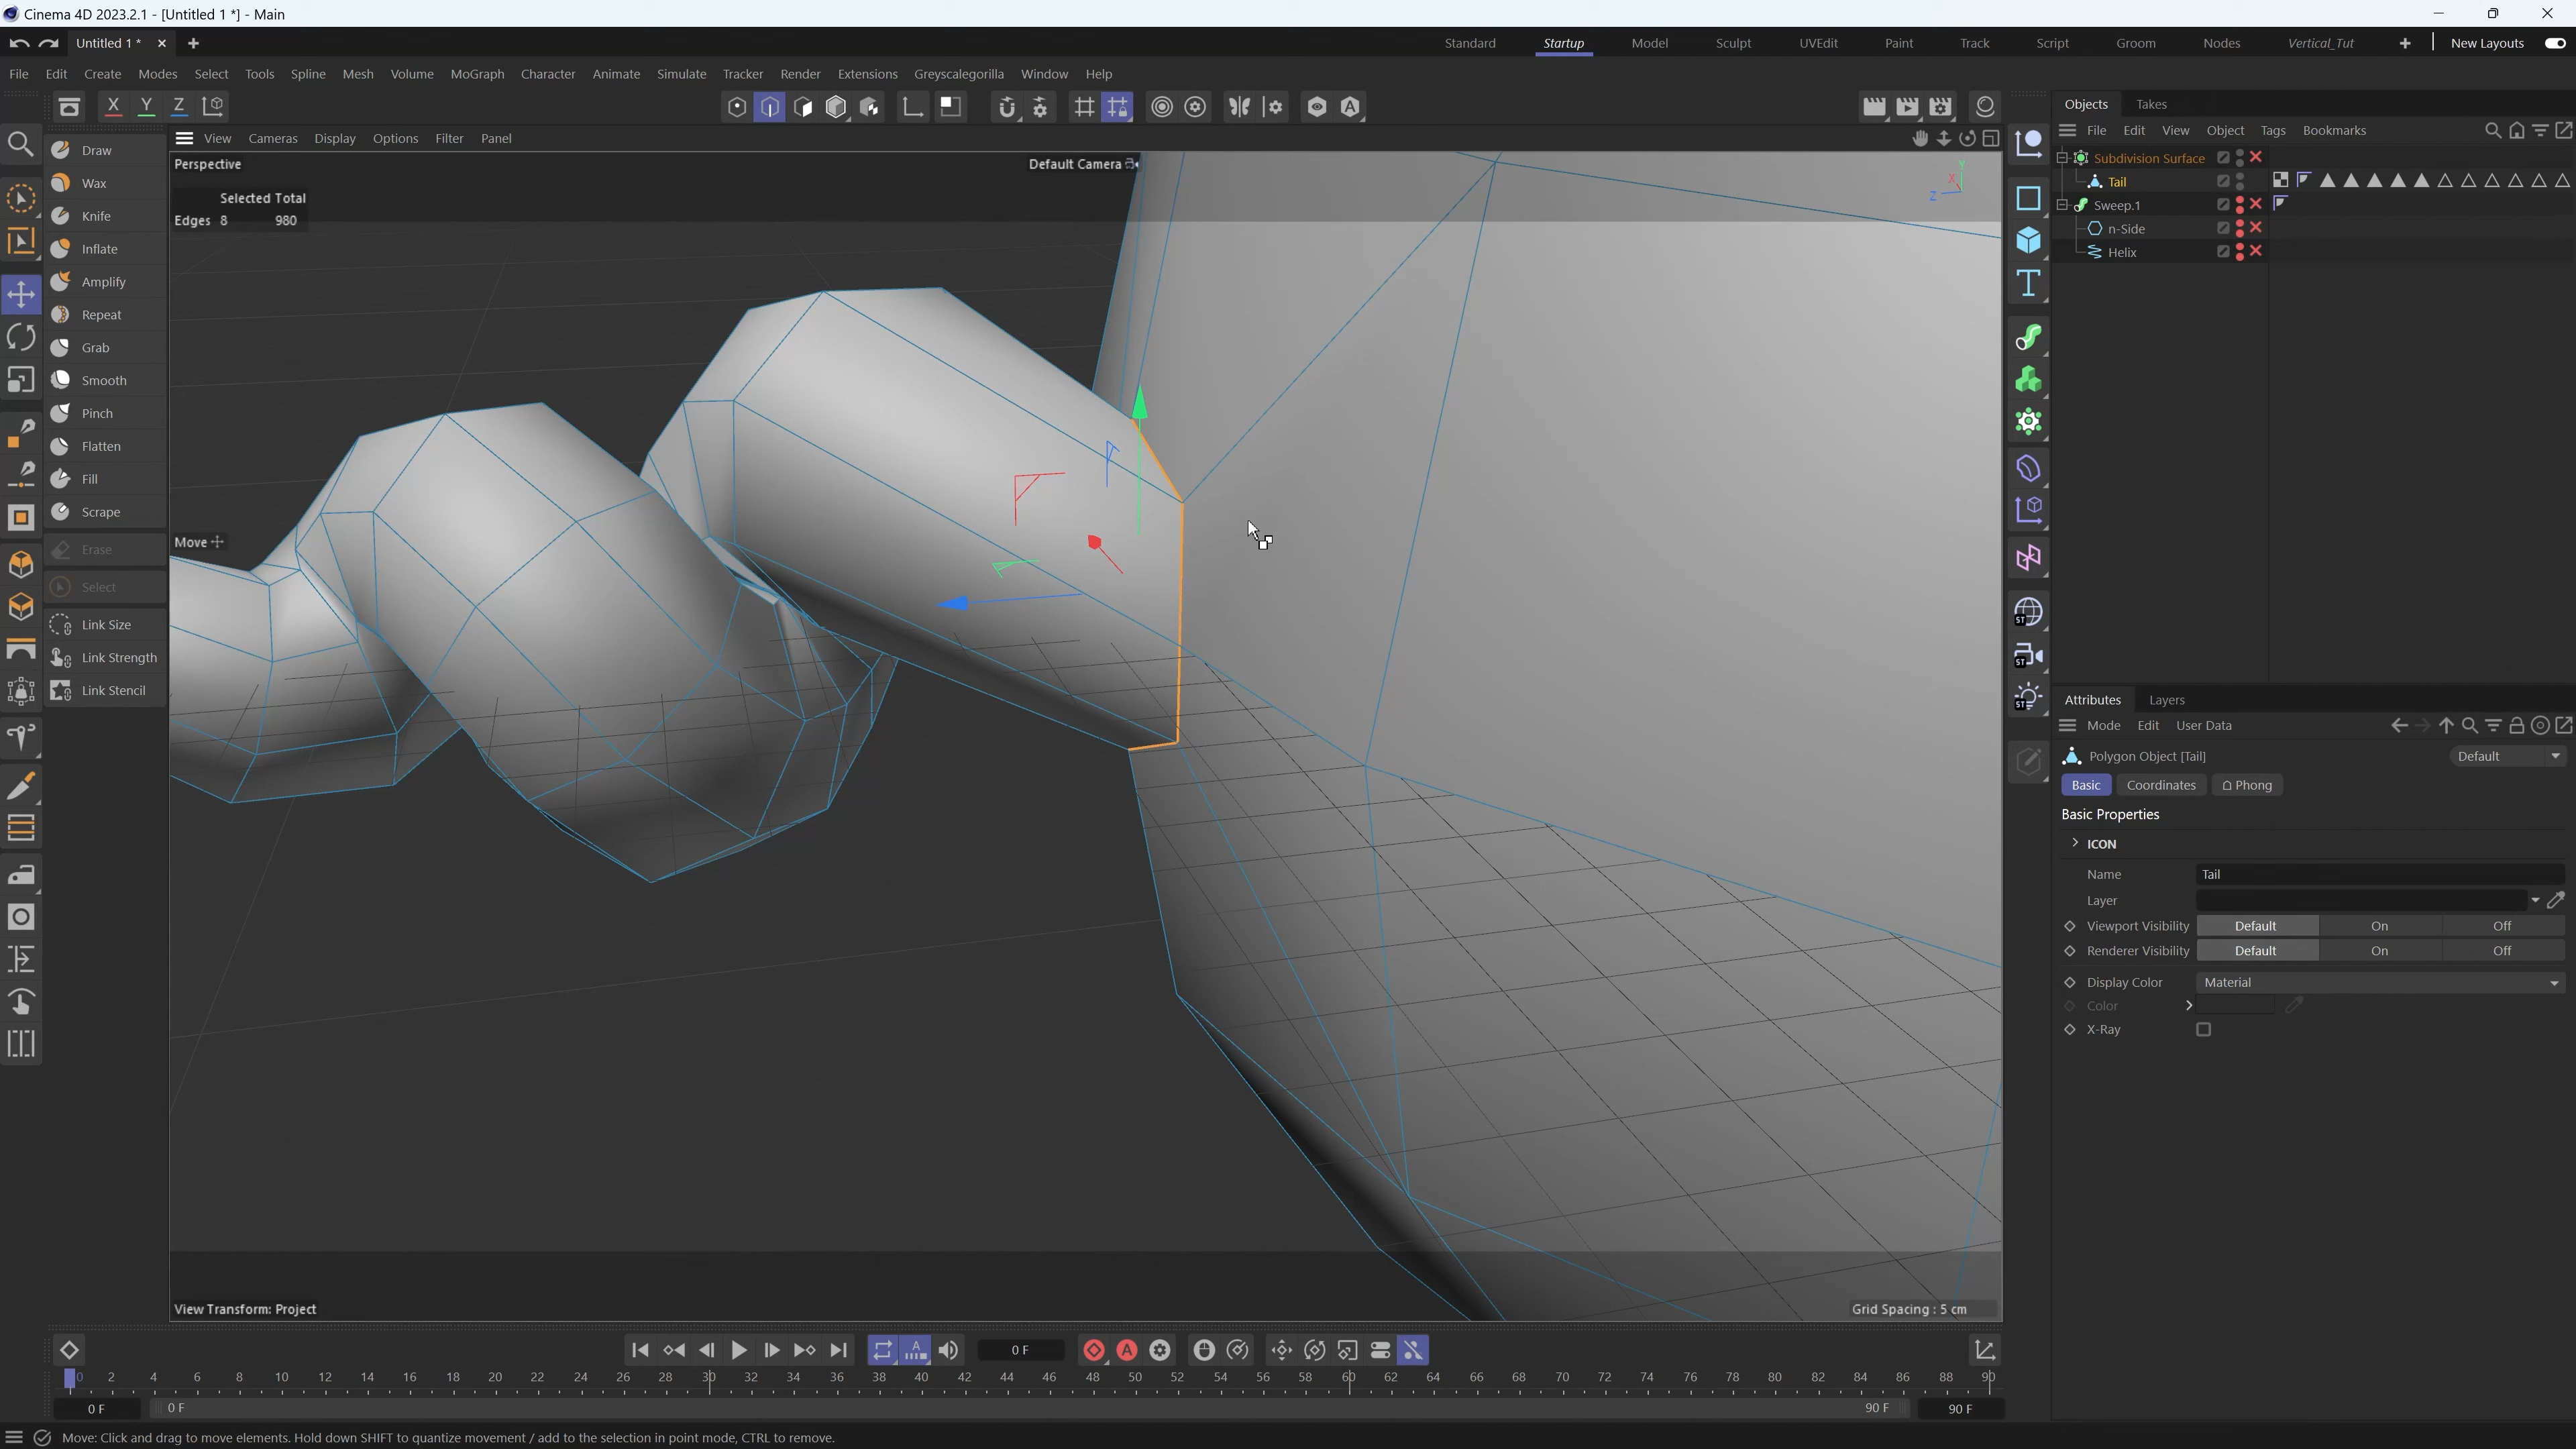 Cinema 4D 2023.2.1 - [Untitled 1 *] - Main
Untitled 1 *
Standard Startup Model Sculpt UVEdit Paint Track Script Groom Nodes Vertical_Tut New Layouts
File Edit Create Modes Select Tools Spline Mesh Volume MoGraph Character Animate Simulate Tracker Render Extensions Greyscalegorilla Window Help
X Y Z
View Cameras Display Options Filter Panel
Perspective
Default Camera
Selected Total
Edges 8 980
Draw
Wax
Knife
Inflate
Amplify
Repeat
Grab
Smooth
Pinch
Flatten
Fill
Scrape
Erase
Select
Link Size
Link Strength
Link Stencil
Move
Y
X
Z
View Transform: Project
Grid Spacing : 5 cm
ST
ST
ST
Objects Takes
File Edit View Object Tags Bookmarks
Subdivision Surface
Tail
Sweep.1
n-Side
Helix
Attributes Layers
Mode Edit User Data
Polygon Object [Tail]
Default
Basic Coordinates Phong
Basic Properties
ICON
Name Tail
Layer
Viewport Visibility Default On Off
Renderer Visibility Default On Off
Display Color Material
Color
X-Ray
0 F
0 2 4 6 8 10 12 14 16 18 20 22 24 26 28 30 32 34 36 38 40 42 44 46 48 50 52 54 56 58 60 62 64 66 68 70 72 74 76 78 80 82 84 86 88 90
0 F 0 F 90 F 90 F
Move: Click and drag to move elements. Hold down SHIFT to quantize movement / add to the selection in point mode, CTRL to remove.